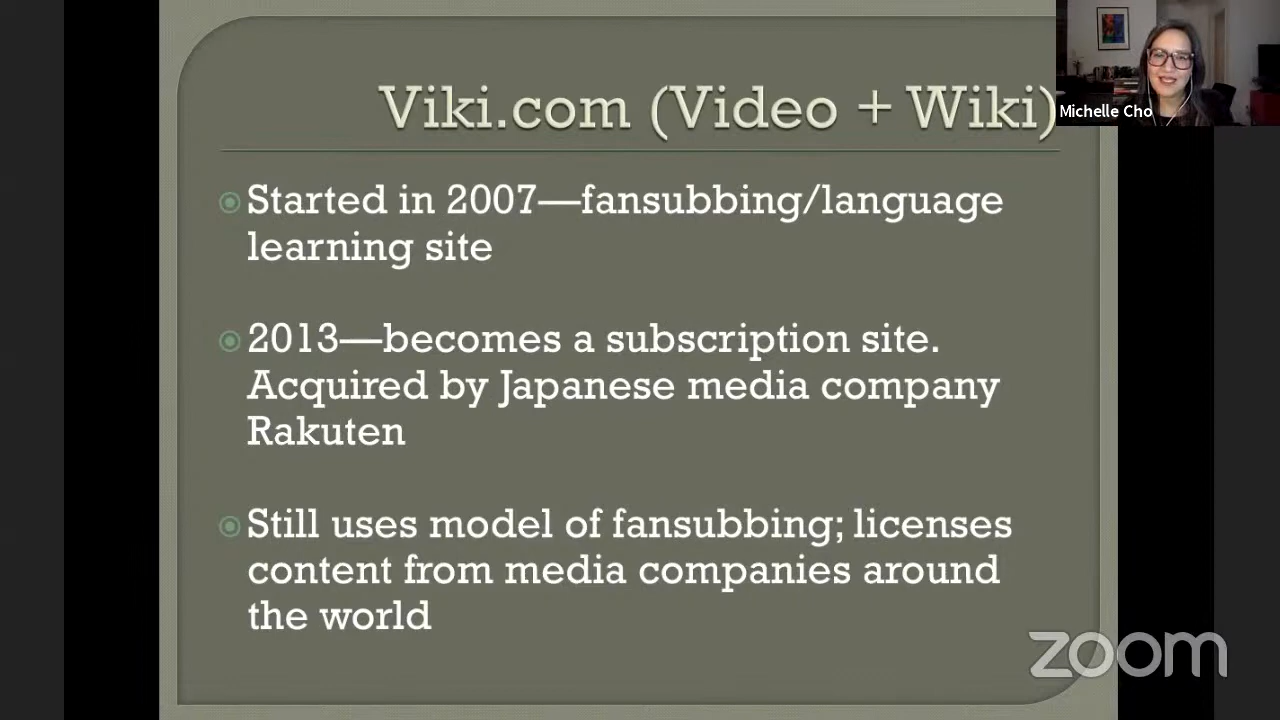 Viki.com (Video + Wiki)
Michelle Cho
Started in 2007—fansubbing/language
learning site
2013—becomes a subscription site.
Acquired by Japanese media company
Rakuten
Still uses model of fansubbing; licenses
content from media companies around
the world
zoom